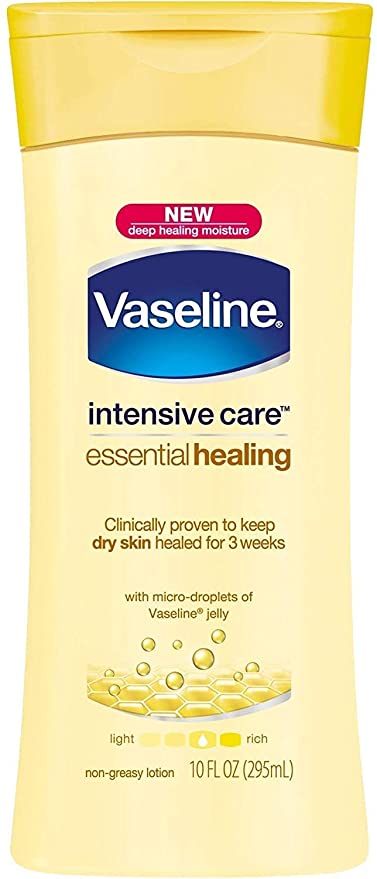 NEW
deep healing moisture
Vaseline®
intensive care™
essential healing
Clinically proven to keep
dry skin healed for 3 weeks
with micro-droplets of
Vaseline® jelly
light rich
non-greasy lotion 10 FL OZ (295mL)